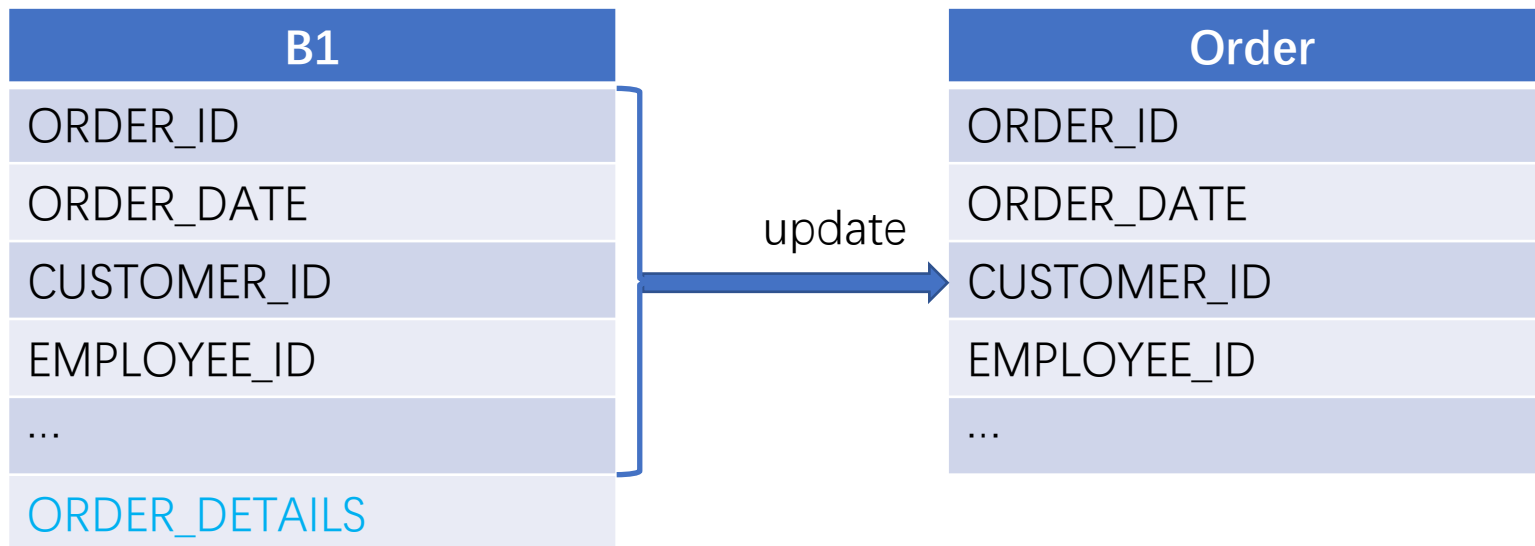 B1
ORDER_ID
ORDER_DATE
CUSTOMER_ID
EMPLOYEE_ID
...
ORDER_DETAILS
update
Order
ORDER_ID
ORDER_DATE
CUSTOMER_ID
EMPLOYEE_ID
...